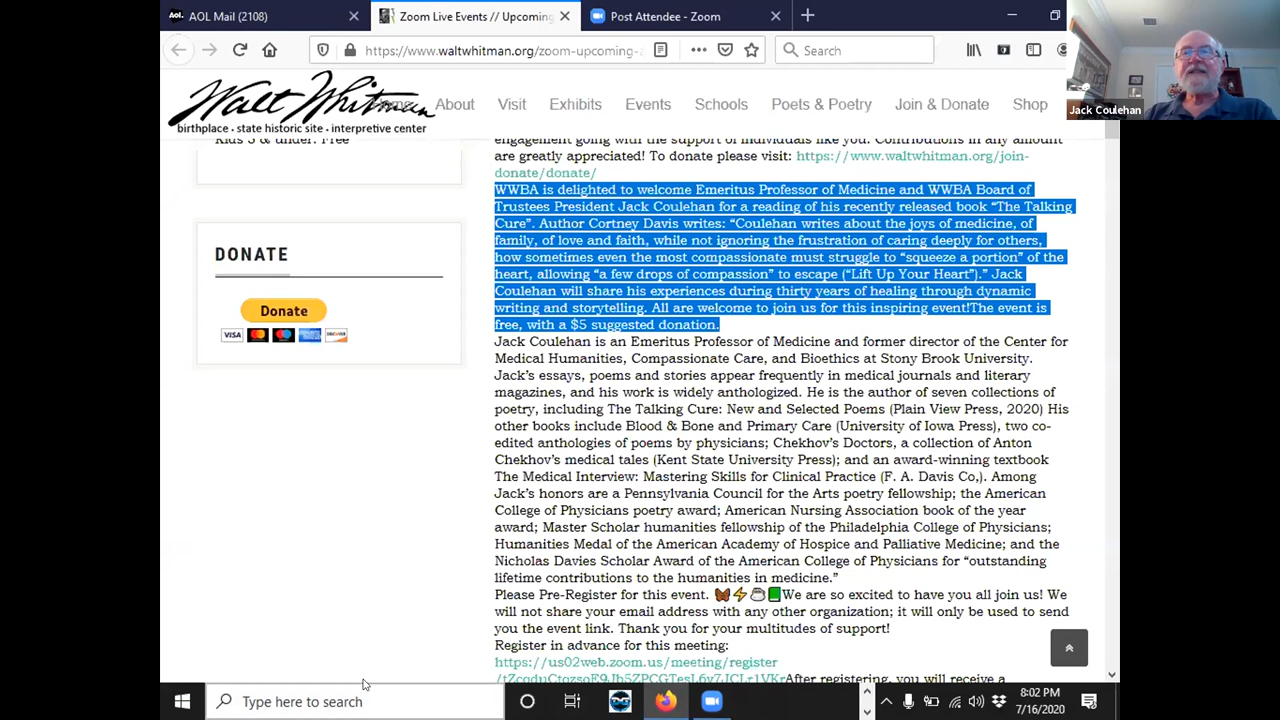 AOL Mail (2108)
Zoom Live Events // Upcoming
Post Attendee - Zoom
https://www.waltwhitman.org/zoom-upcoming-
Search
Walt Whitman
birthplace • state historic site • interpretive center
Home
About
Visit
Exhibits
Events
Schools
Poets & Poetry
Join & Donate
Shop
Jack Coulehan
Kids 5 & under: Free
DONATE
Donate
VISA
engagement going with the support of individuals like you. Contributions in any amount
are greatly appreciated! To donate please visit: https://www.waltwhitman.org/join-
donate/donate/
WWBA is delighted to welcome Emeritus Professor of Medicine and WWBA Board of
Trustees President Jack Coulehan for a reading of his recently released book “The Talking
Cure”. Author Cortney Davis writes: “Coulehan writes about the joys of medicine, of
family, of love and faith, while not ignoring the frustration of caring deeply for others,
how sometimes even the most compassionate must struggle to “squeeze a portion” of the
heart, allowing “a few drops of compassion” to escape (“Lift Up Your Heart”).” Jack
Coulehan will share his experiences during thirty years of healing through dynamic
writing and storytelling. All are welcome to join us for this inspiring event!The event is
free, with a $5 suggested donation.
Jack Coulehan is an Emeritus Professor of Medicine and former director of the Center for
Medical Humanities, Compassionate Care, and Bioethics at Stony Brook University.
Jack’s essays, poems and stories appear frequently in medical journals and literary
magazines, and his work is widely anthologized. He is the author of seven collections of
poetry, including The Talking Cure: New and Selected Poems (Plain View Press, 2020) His
other books include Blood & Bone and Primary Care (University of Iowa Press), two co-
edited anthologies of poems by physicians; Chekhov’s Doctors, a collection of Anton
Chekhov’s medical tales (Kent State University Press); and an award-winning textbook
The Medical Interview: Mastering Skills for Clinical Practice (F. A. Davis Co,). Among
Jack’s honors are a Pennsylvania Council for the Arts poetry fellowship; the American
College of Physicians poetry award; American Nursing Association book of the year
award; Master Scholar humanities fellowship of the Philadelphia College of Physicians;
Humanities Medal of the American Academy of Hospice and Palliative Medicine; and the
Nicholas Davies Scholar Award of the American College of Physicians for “outstanding
lifetime contributions to the humanities in medicine.”
Please Pre-Register for this event. 🦋⚡☕📗We are so excited to have you all join us! We
will not share your email address with any other organization; it will only be used to send
you the event link. Thank you for your multitudes of support!
Register in advance for this meeting:
https://us02web.zoom.us/meeting/register
After registering, you will receive a
Type here to search
8:02 PM
7/16/2020